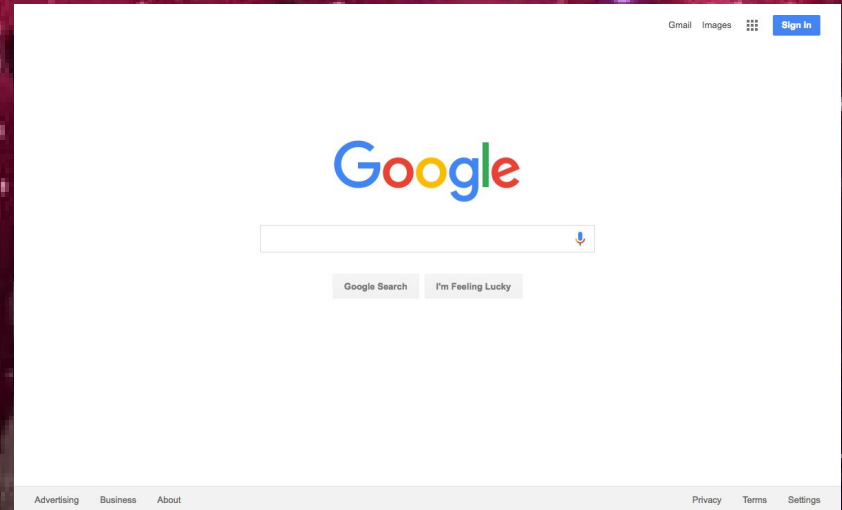 Gmail Images Sign in
Google
Google Search I'm Feeling Lucky
Advertising Business About Privacy Terms Settings